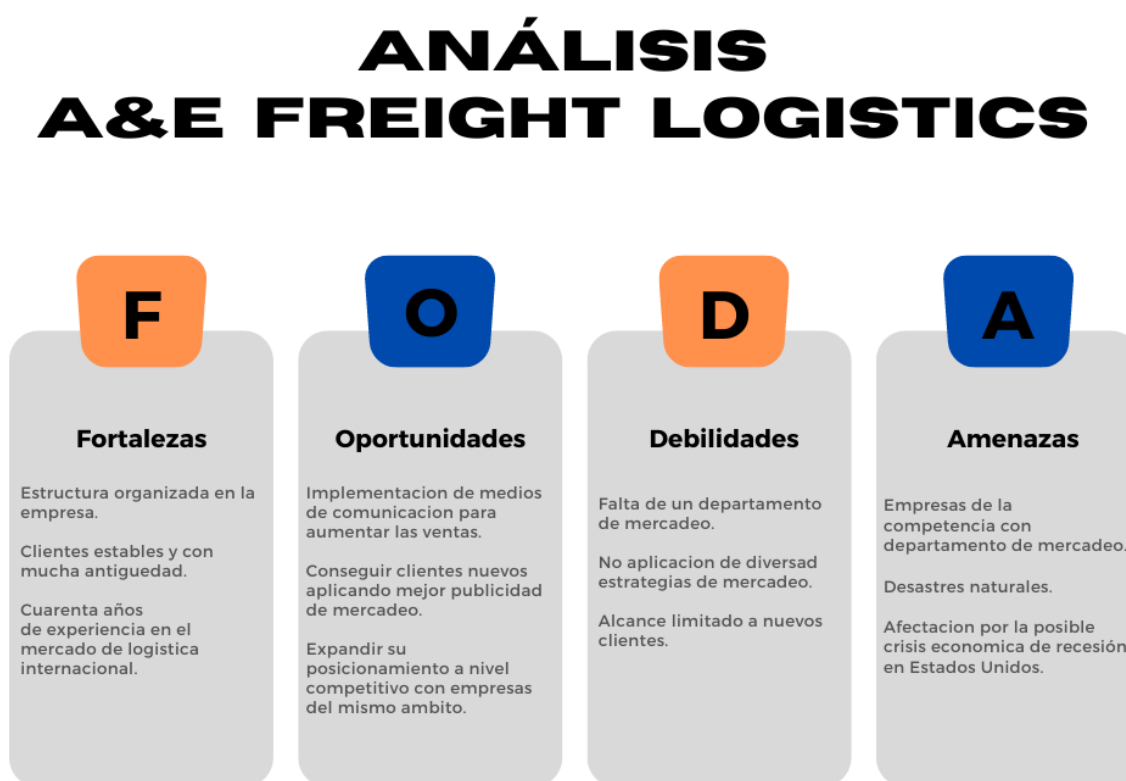 ANÁLISIS
A&E FREIGHT LOGISTICS
F
Fortalezas
Estructura organizada en la
empresa.
Clientes estables y con
mucha antiguedad.
Cuarenta años
de experiencia en el
mercado de logistica
internacional.
O
Oportunidades
Implementacion de medios
de comunicacion para
aumentar las ventas.
Conseguir clientes nuevos
aplicando mejor publicidad
de mercadeo.
Expandir su
posicionamiento a nivel
competitivo con empresas
del mismo ambito.
D
Debilidades
Falta de un departamento
de mercadeo.
No aplicacion de diversad
estrategias de mercadeo.
Alcance limitado a nuevos
clientes.
A
Amenazas
Empresas de la
competencia con
departamento de mercadeo.
Desastres naturales.
Afectacion por la posible
crisis economica de recesión
en Estados Unidos.